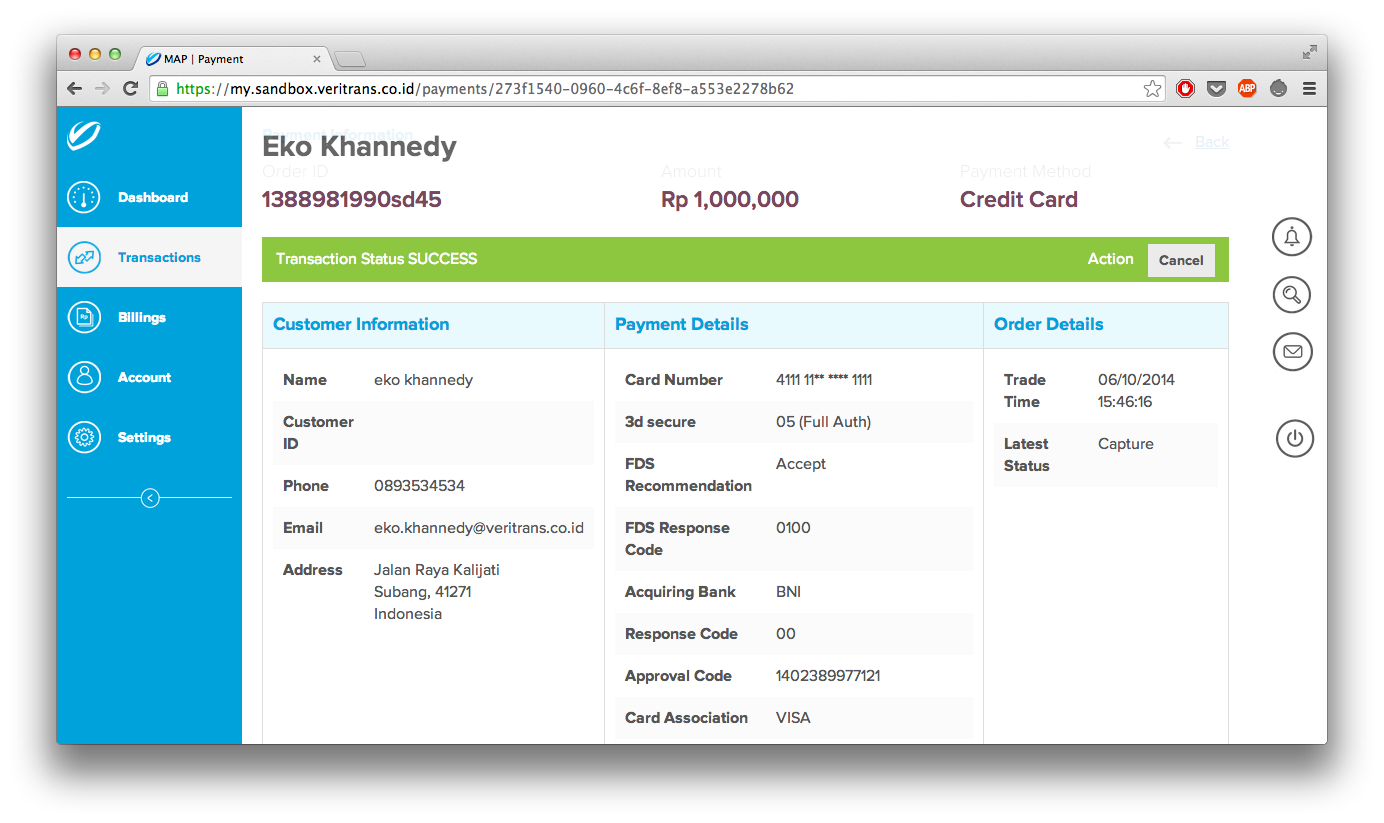 MAP | Payment
https://my.sandbox.veritrans.co.id/payments/273f1540-0960-4c6f-8ef8-a553e2278b62
ABP
Dashboard
Transactions
Rp
Billings
Account
Settings
Payment Information
Eko Khannedy
Back
Order ID
Amount
Payment Method
1388981990sd45
Rp 1,000,000
Credit Card
Transaction Status SUCCESS
Action
Cancel
Customer Information
Name
eko khannedy
Customer
ID
Phone
0893534534
Email
eko.khannedy@veritrans.co.id
Address
Jalan Raya Kalijati
Subang, 41271
Indonesia
Payment Details
Card Number
4111 11** **** 1111
3d secure
05 (Full Auth)
FDS
Recommendation
Accept
FDS Response
Code
0100
Acquiring Bank
BNI
Response Code
00
Approval Code
1402389977121
Card Association
VISA
Order Details
Trade
Time
06/10/2014
15:46:16
Latest
Status
Capture